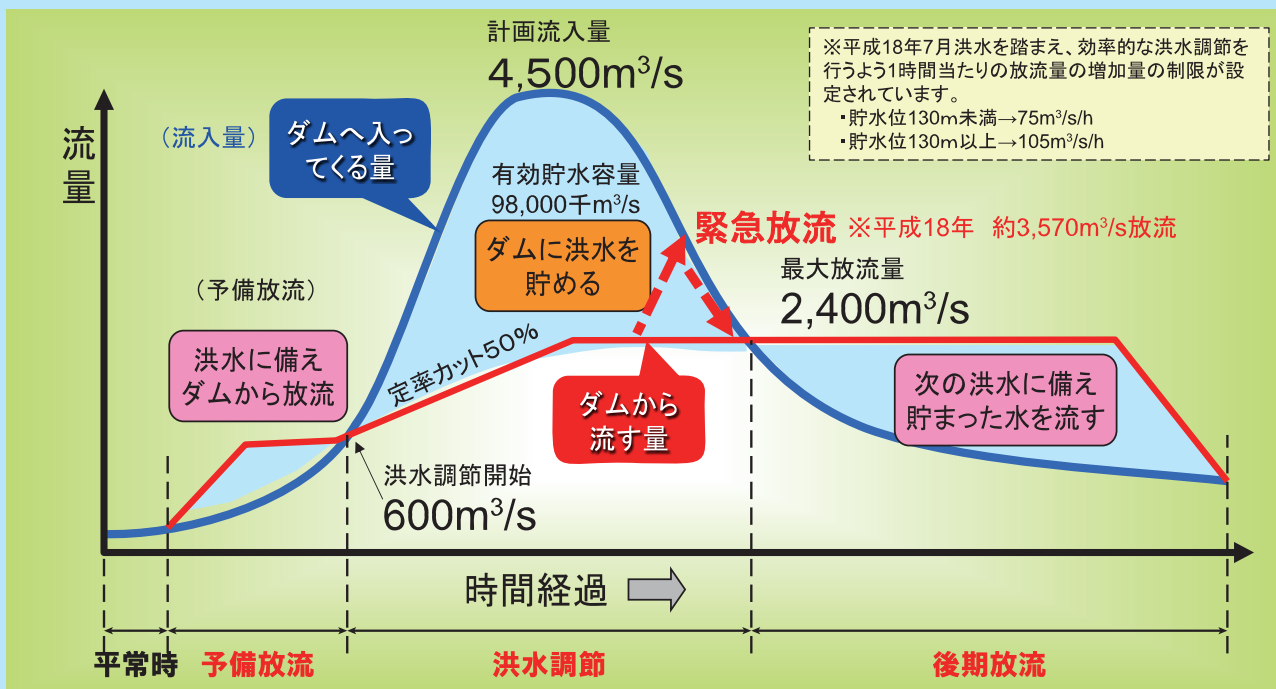 計画流入量
4,500m³/s
※平成18年7月洪水を踏まえ、効率的な洪水調節を
行うよう1時間当たりの放流量の増加量の制限が設
定されています。
・貯水位130m未満→75m³/s/h
・貯水位130m以上→105m³/s/h
流量
（流入量）
ダムへ入っ
てくる量
有効貯水容量
98,000千m³/s
ダムに洪水を
貯める
緊急放流 ※平成18年 約3,570m³/s放流
最大放流量
2,400m³/s
（予備放流）
洪水に備え
ダムから放流
定率カット50%
ダムから
流す量
次の洪水に備え
貯まった水を流す
洪水調節開始
600m³/s
時間経過
平常時
予備放流
洪水調節
後期放流